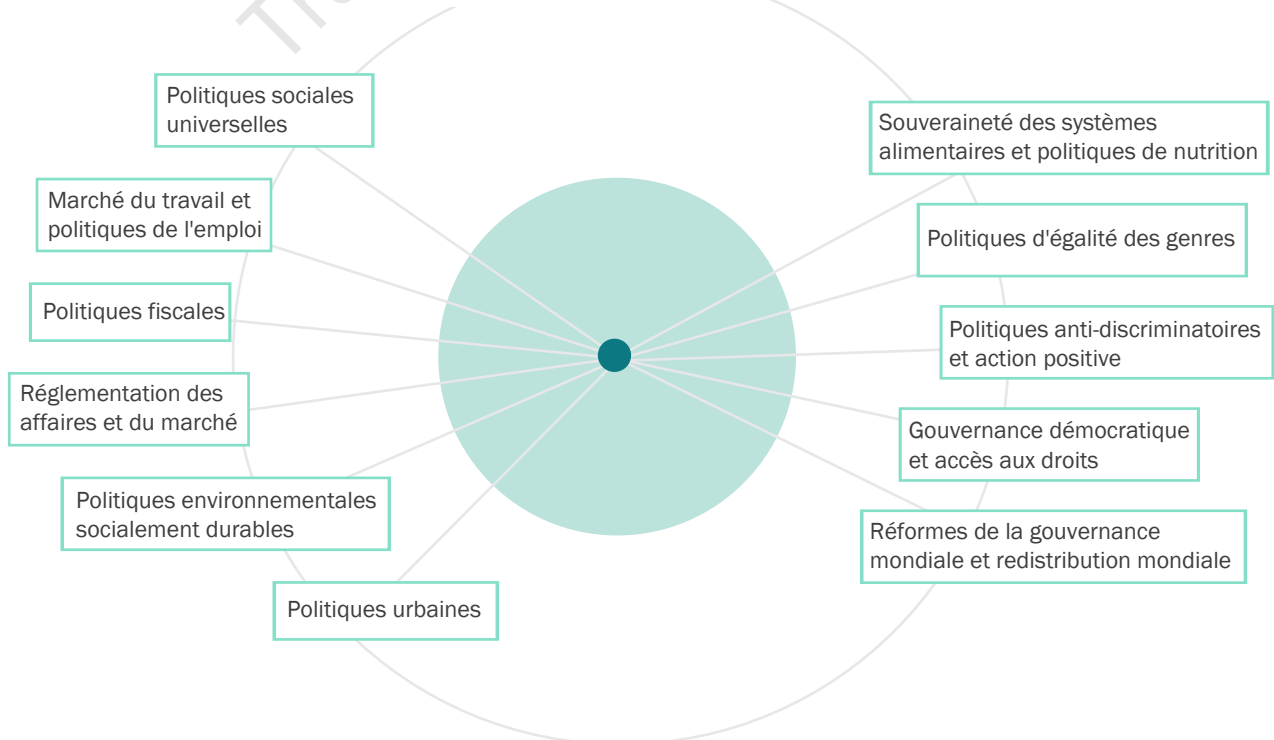 Politiques sociales
universelles
Marché du travail et
politiques de l'emploi
Politiques fiscales
Réglementation des
affaires et du marché
Politiques environnementales
socialement durables
Politiques urbaines
Souveraineté des systèmes
alimentaires et politiques de nutrition
Politiques d'égalité des genres
Politiques anti-discriminatoires
et action positive
Gouvernance démocratique
et accès aux droits
Réformes de la gouvernance
mondiale et redistribution mondiale